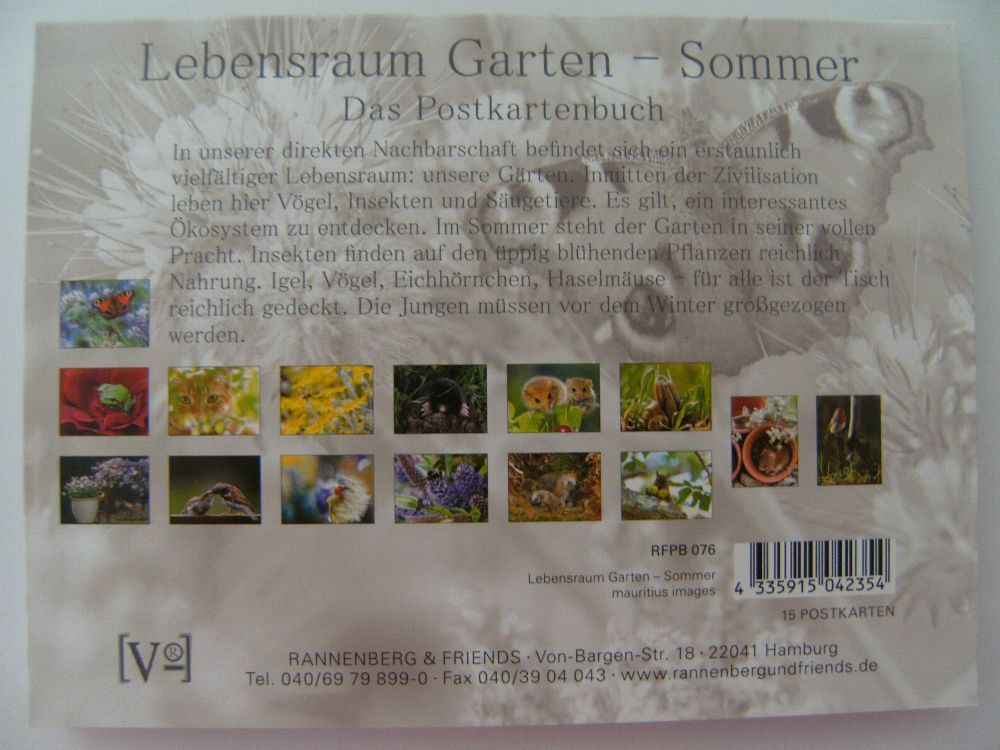 Lebensraum Garten – Sommer
Das Postkartenbuch
In unserer direkten Nachbarschaft befindet sich ein erstaunlich
vielfältiger Lebensraum: unsere Gärten. Inmitten der Zivilisation
leben hier Vögel, Insekten und Säugetiere. Es gilt, ein interessantes
Ökosystem zu entdecken. Im Sommer steht der Garten in seiner vollen
Pracht. Insekten finden auf den üppig blühenden Pflanzen reichlich
Nahrung. Igel, Vögel, Eichhörnchen, Haselmäuse – für alle ist der Tisch
reichlich gedeckt. Die Jungen müssen vor dem Winter großgezogen
werden.
RFPB 076
Lebensraum Garten – Sommer
mauritius images
4 335915 042354
15 POSTKARTEN
[V®]
RANNENBERG & FRIENDS · Von-Bargen-Str. 18 · 22041 Hamburg
Tel. 040/69 79 899-0 · Fax 040/39 04 043 · www.rannenbergundfriends.de